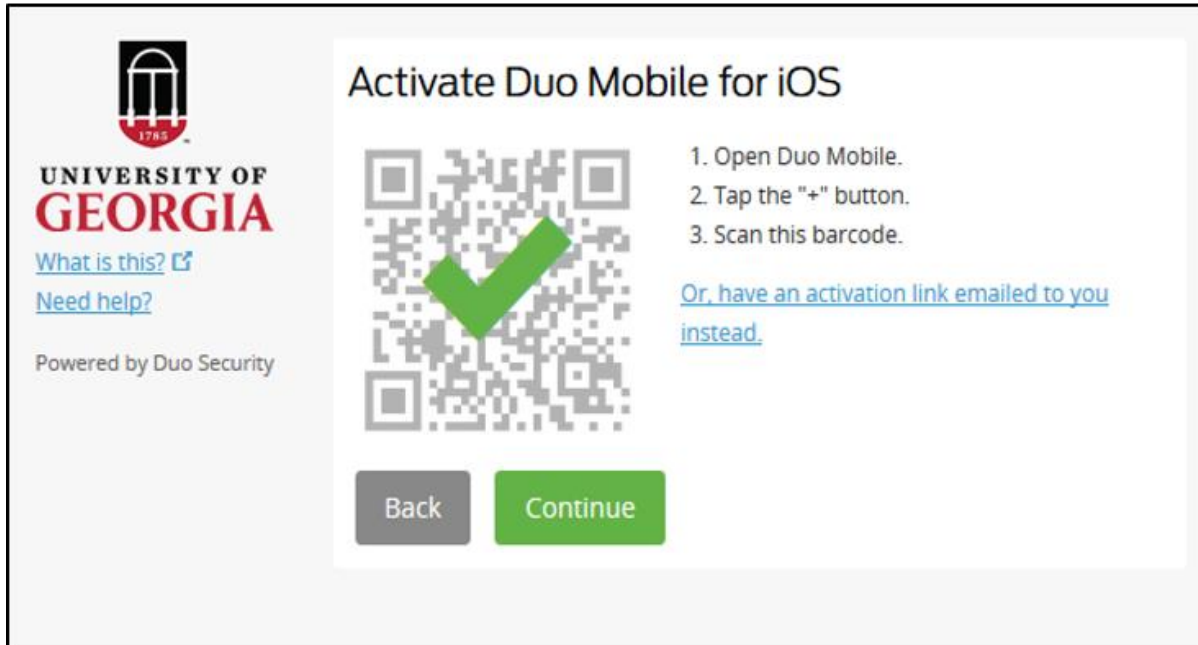 1785
UNIVERSITY OF
GEORGIA
What is this?
Need help?
Powered by Duo Security
Activate Duo Mobile for iOS
1. Open Duo Mobile.
2. Tap the "+" button.
3. Scan this barcode.
Or, have an activation link emailed to you
instead.
Back
Continue